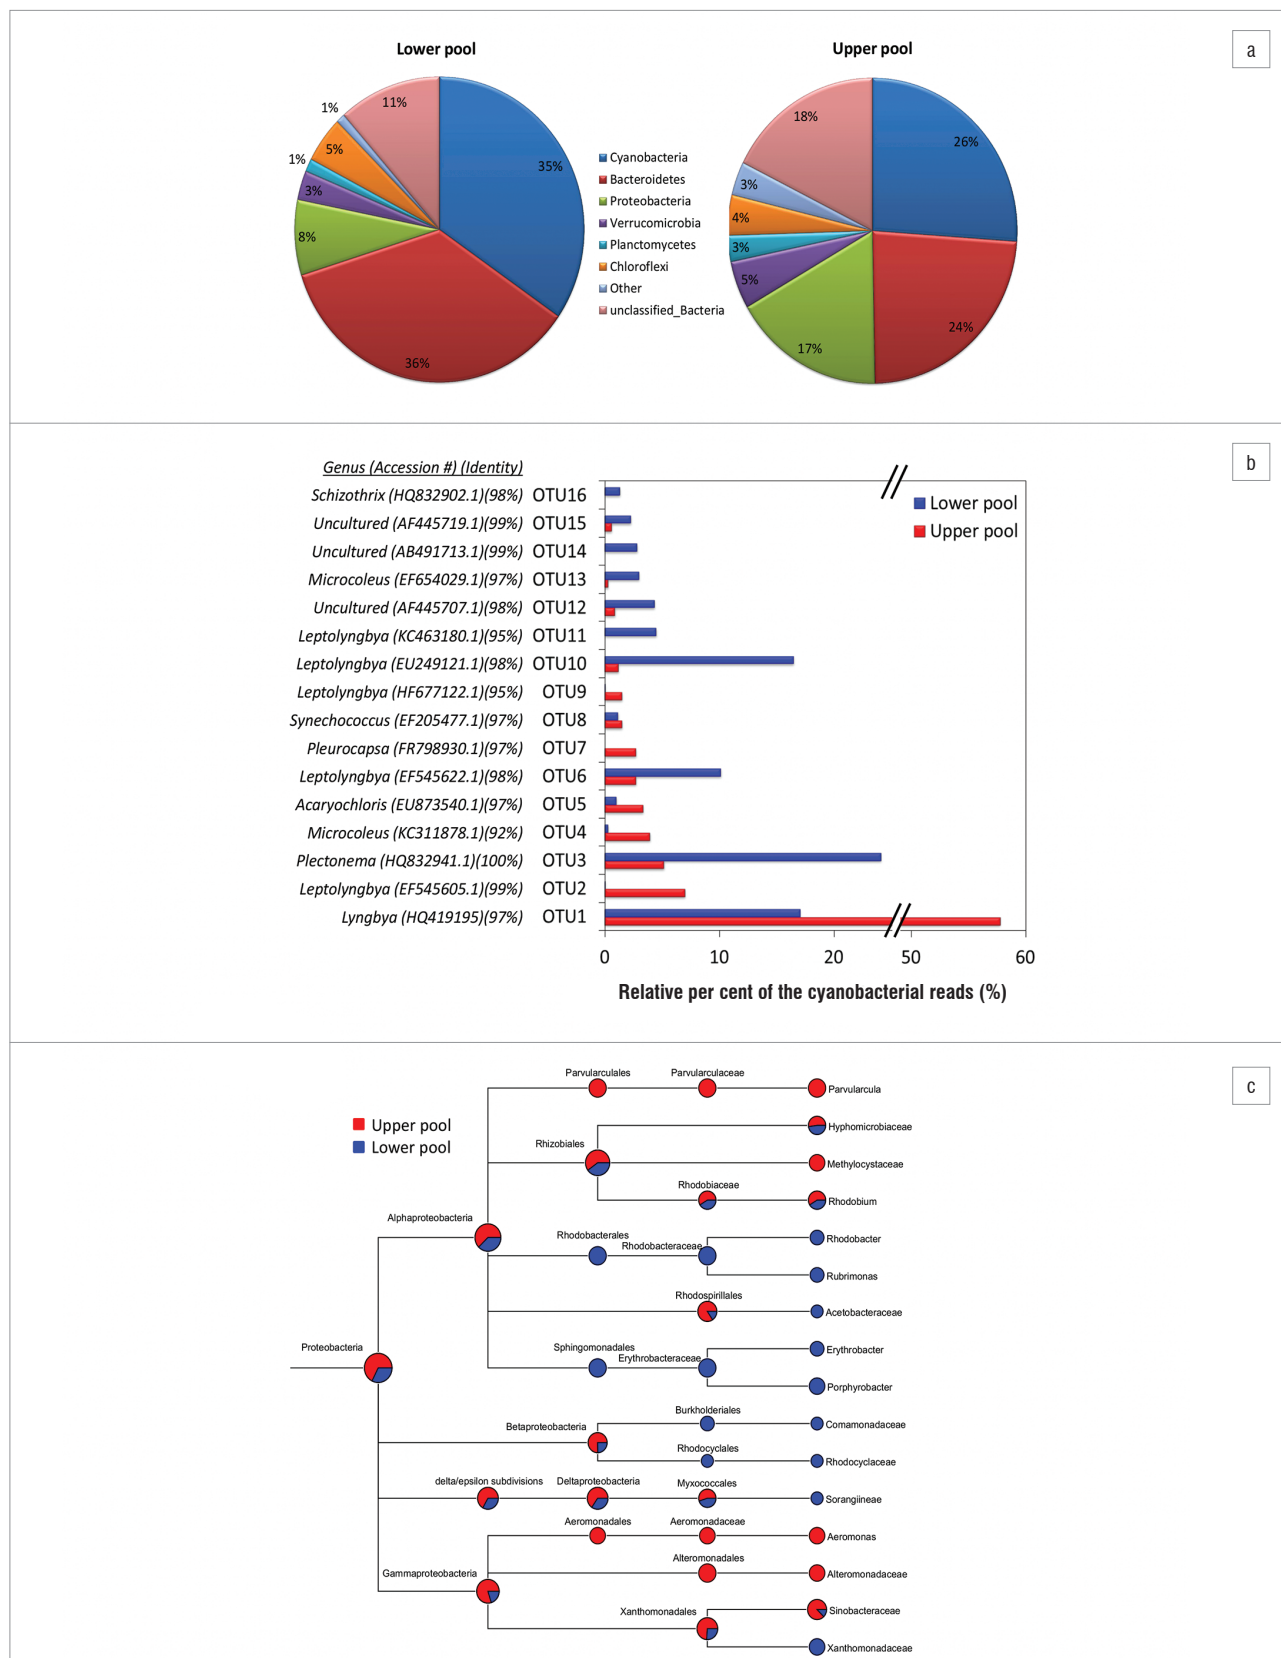 a
Lower pool
Upper pool
1%
11%
5%
35%
1%
3%
8%
36%
Cyanobacteria
Bacteroidetes
Proteobacteria
Verrucomicrobia
Planctomycetes
Chloroflexi
Other
unclassified_Bacteria
18%
26%
3%
4%
3%
5%
17%
24%
b
Genus (Accession #) (Identity)
Schizothrix (HQ832902.1)(98%) OTU16
Uncultured (AF445719.1)(99%) OTU15
Uncultured (AB491713.1)(99%) OTU14
Microcoleus (EF654029.1)(97%) OTU13
Uncultured (AF445707.1)(98%) OTU12
Leptolyngbya (KC463180.1)(95%) OTU11
Leptolyngbya (EU249121.1)(98%) OTU10
Leptolyngbya (HF677122.1)(95%) OTU9
Synechococcus (EF205477.1)(97%) OTU8
Pleurocapsa (FR798930.1)(97%) OTU7
Leptolyngbya (EF545622.1)(98%) OTU6
Acaryochloris (EU873540.1)(97%) OTU5
Microcoleus (KC311878.1)(92%) OTU4
Plectonema (HQ832941.1)(100%) OTU3
Leptolyngbya (EF545605.1)(99%) OTU2
Lyngbya (HQ419195)(97%) OTU1
Lower pool
Upper pool
0 10 20 50 60
Relative per cent of the cyanobacterial reads (%)
c
Upper pool
Lower pool
Parvularculales Parvularculaceae
Parvularcula
Hyphomicrobiaceae
Rhizobiales
Methylocystaceae
Rhodobiaceae
Rhodobium
Alphaproteobacteria
Rhodobacterales
Rhodobacter
Rhodobacteraceae
Rubrimonas
Rhodospirillales
Acetobacteraceae
Proteobacteria
Sphingomonadales
Erythrobacter
Erythrobacteraceae
Porphyrobacter
Burkholderiales
Comamonadaceae
Betaproteobacteria
Rhodocyclales
Rhodocyclaceae
delta/epsilon subdivisions Deltaproteobacteria Myxococcales
Sorangiineae
Aeromonadales Aeromonadaceae
Aeromonas
Alteromonadales
Gammaproteobacteria
Alteromonadaceae
Xanthomonadales
Sinobacteraceae
Xanthomonadaceae